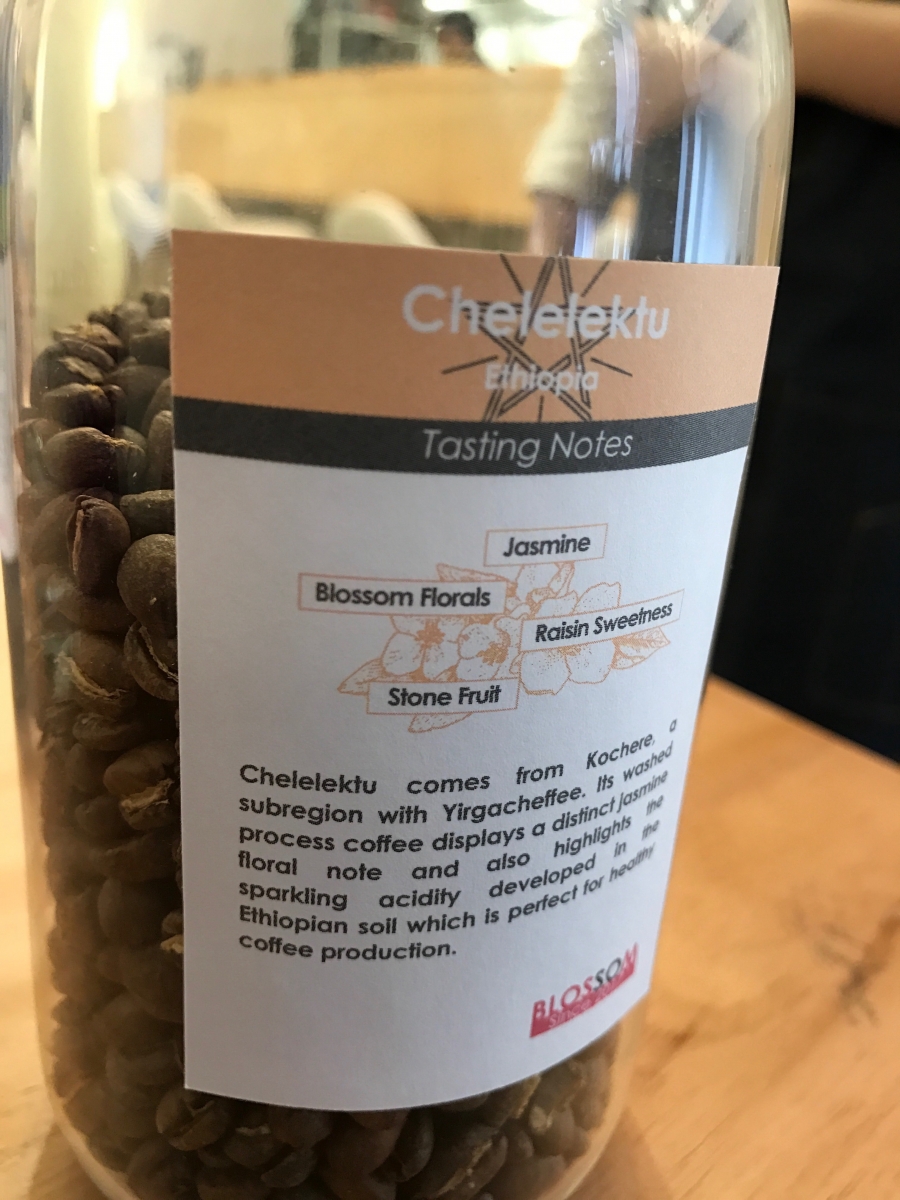 Chelelektu
Ethiopia
Tasting Notes
Jasmine
Blossom Florals
Raisin Sweetness
Stone Fruit
Chelelektu comes from Kochere, a
subregion with Yirgacheffee. Its washed
process coffee displays a distinct jasmine
floral note and also highlights the
sparkling acidity developed in the
Ethiopian soil which is perfect for healthy
coffee production.
BLOSSOM